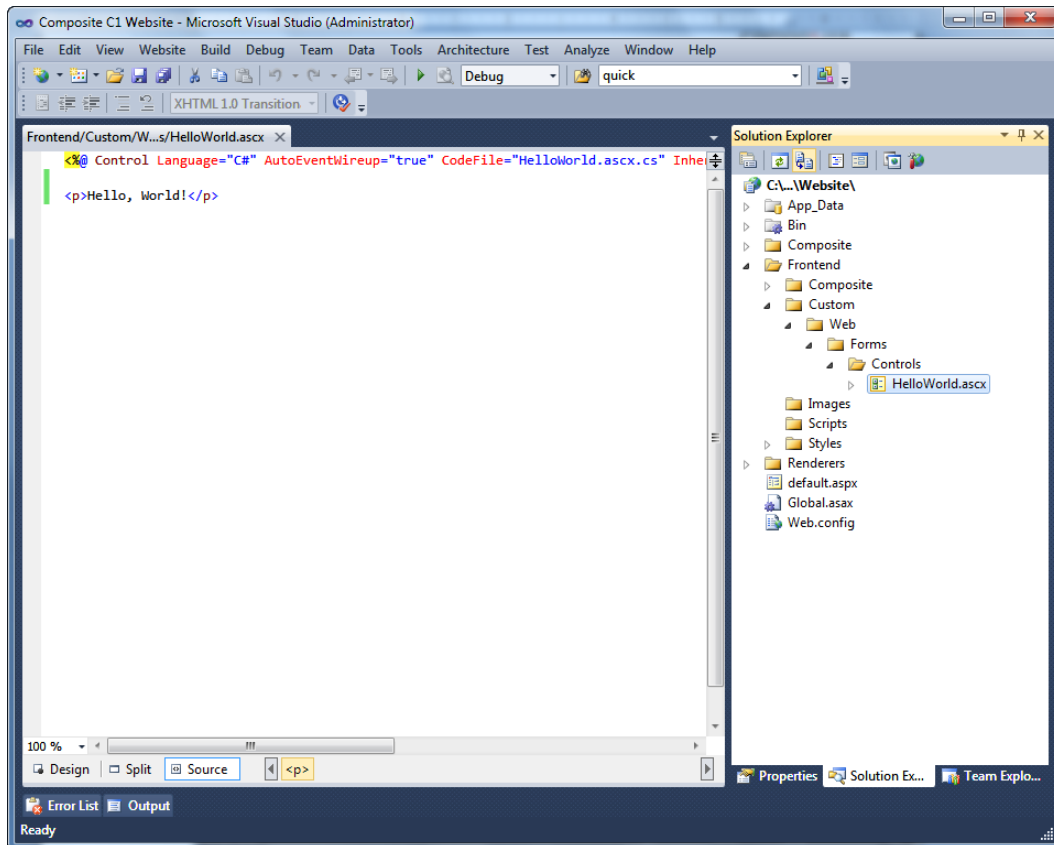 Composite C1 Website - Microsoft Visual Studio (Administrator)
File Edit View Website Build Debug Team Data Tools Architecture Test Analyze Window Help
Debug quick
XHTML 1.0 Transition
Frontend/Custom/W...s/HelloWorld.ascx
<%@ Control Language="C#" AutoEventWireup="true" CodeFile="HelloWorld.ascx.cs" Inhe
<p>Hello, World!</p>
100 %
Design Split Source <p>
Solution Explorer
C:\...\Website\
App_Data
Bin
Composite
Frontend
Composite
Custom
Web
Forms
Controls
HelloWorld.ascx
Images
Scripts
Styles
Renderers
default.aspx
Global.asax
Web.config
Properties Solution Ex... Team Explo...
Error List Output
Ready